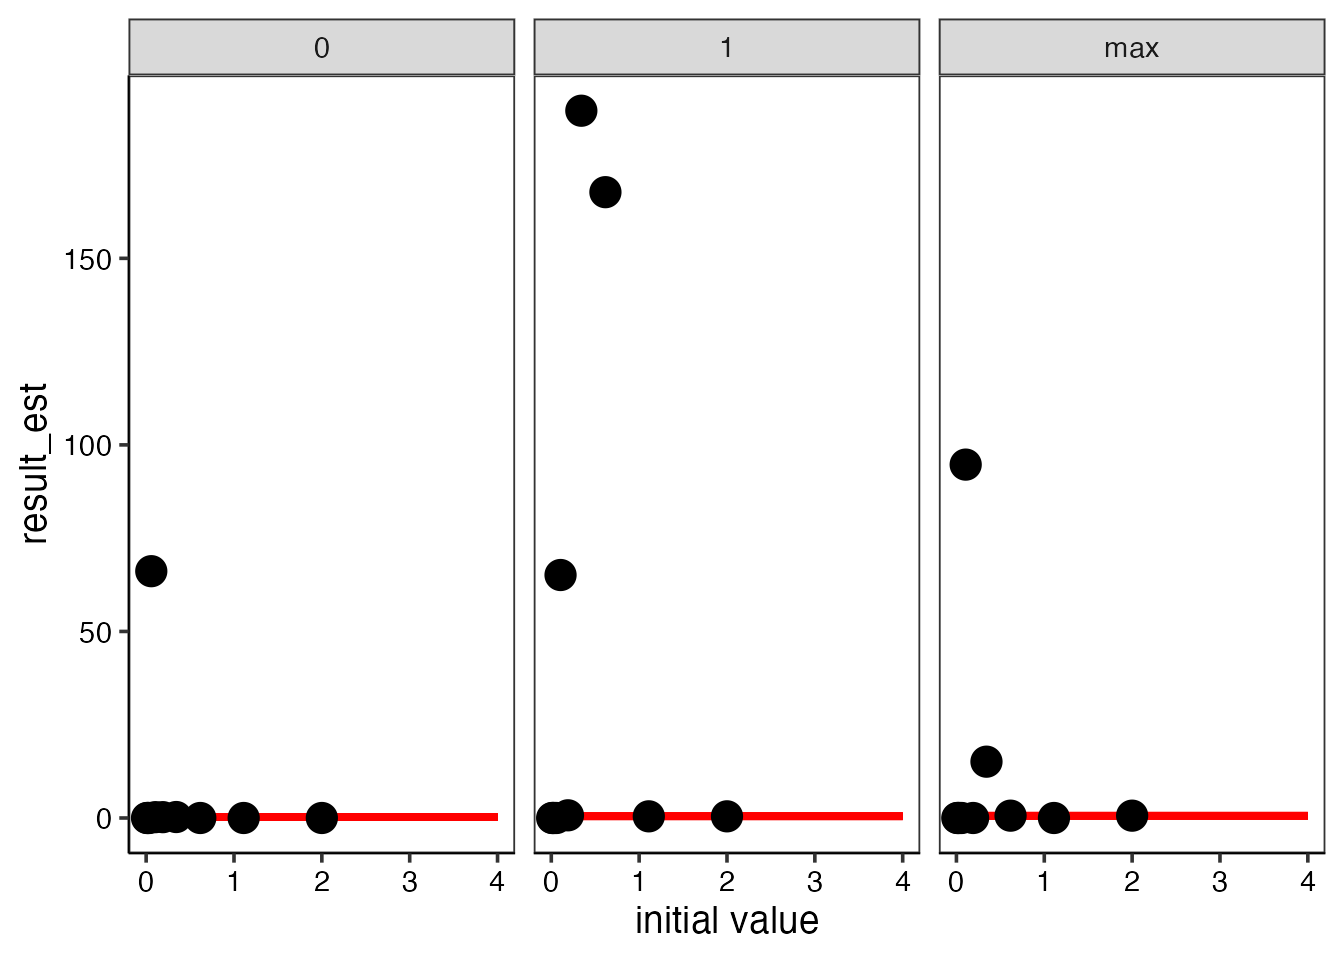 0 1 max
result_est
150
100
50
0
0 1 2 3 4 0 1 2 3 4 0 1 2 3 4
initial value